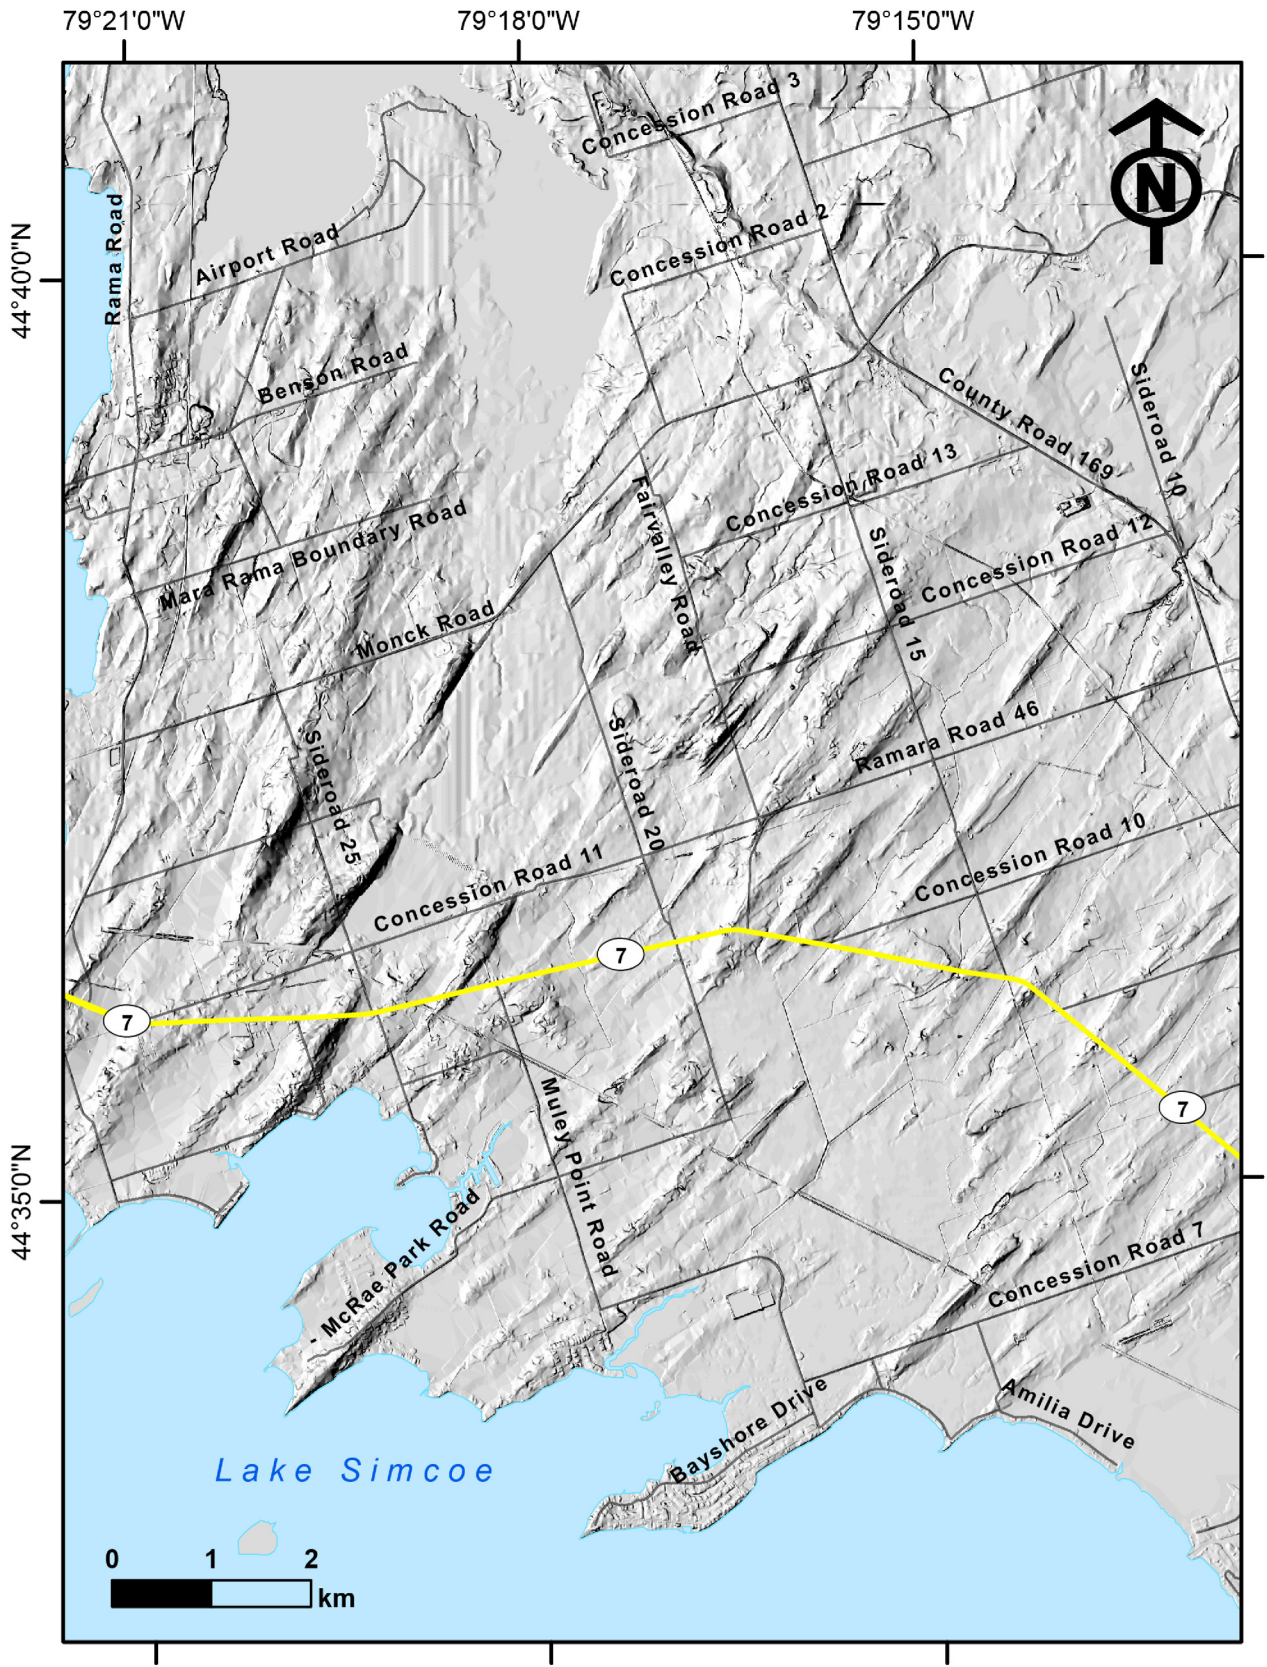 79°21'0"W 79°18'0"W 79°15'0"W
Concession Road 3
N
Rama Road
Concession Road 2
Airport Road
44°40'0"N
Benson Road
County Road 169
Sideroad 10
Concession Road 13
Fairvalley Road
Mara Rama Boundary Road
Concession Road 12
Sideroad 15
Monck Road
Ramara Road 46
Sideroad 20
Sideroad 25
Concession Road 10
Concession Road 11
7
7
7
Muley Point Road
44°35'0"N
McRae Park Road
Concession Road 7
Bayshore Drive
Amilia Drive
Lake Simcoe
0 1 2
km